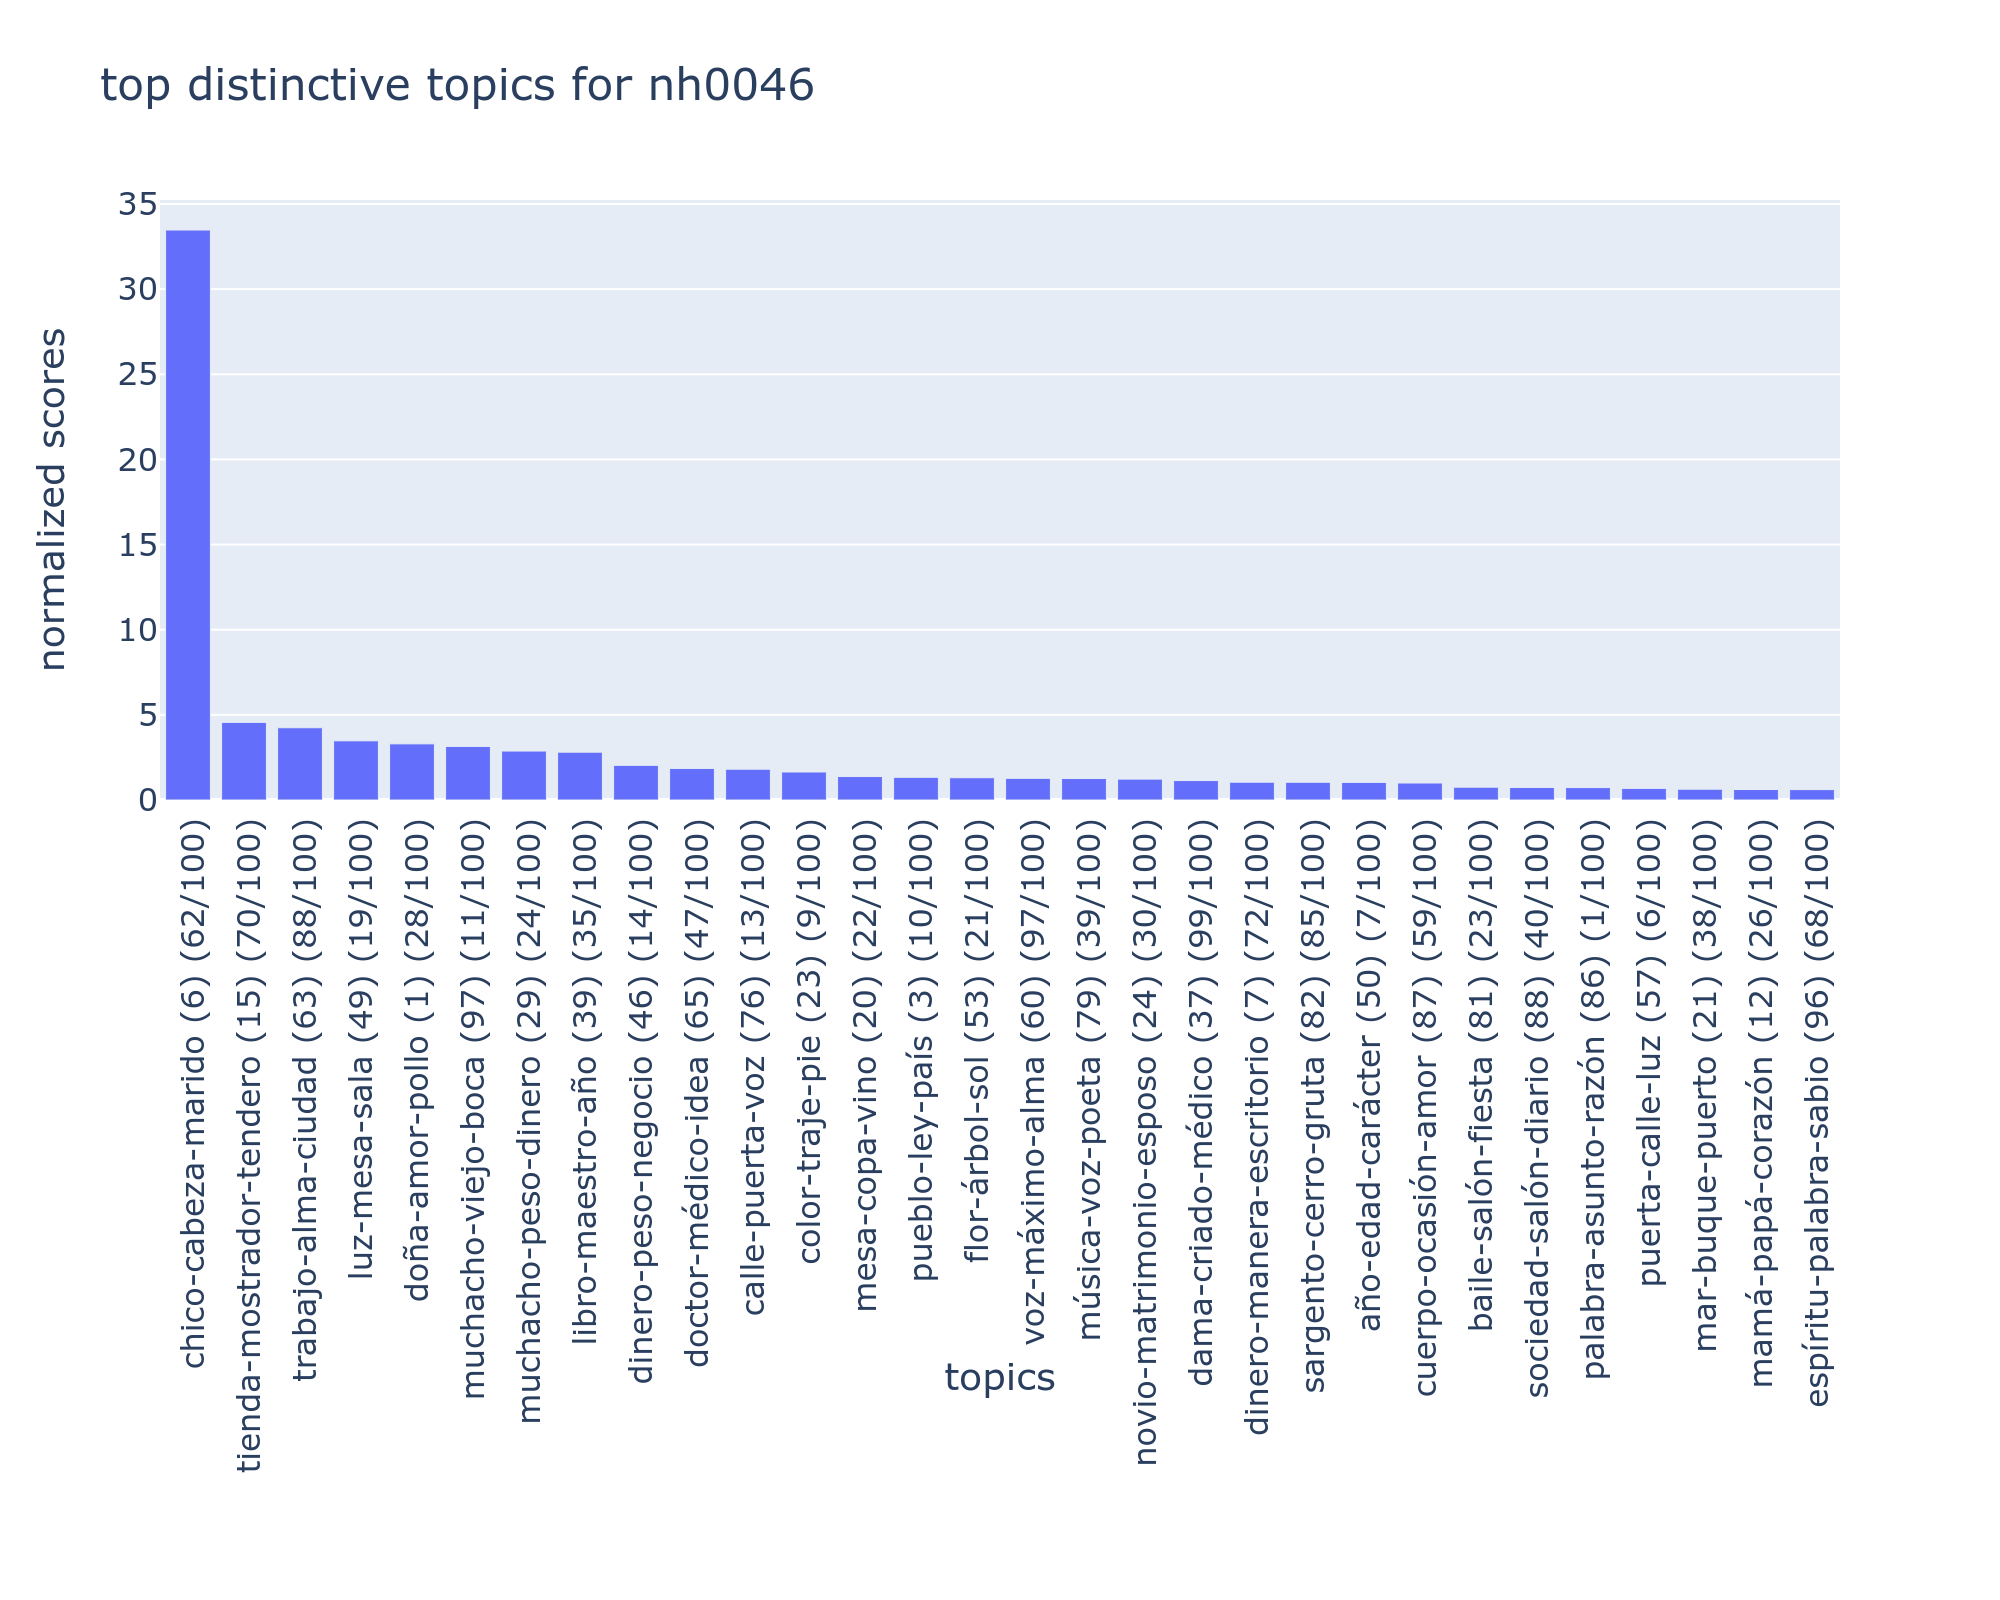 top distinctive topics for nh0046
normalized scores
35
30
25
20
15
10
5
0
chico-cabeza-marido (6) (62/100)
tienda-mostrador-tendero (15) (70/100)
trabajo-alma-ciudad (63) (88/100)
luz-mesa-sala (49) (19/100)
doña-amor-pollo (1) (28/100)
muchacho-viejo-boca (97) (11/100)
muchacho-peso-dinero (29) (24/100)
libro-maestro-año (39) (35/100)
dinero-peso-negocio (46) (14/100)
doctor-médico-idea (65) (47/100)
calle-puerta-voz (76) (13/100)
color-traje-pie (23) (9/100)
mesa-copa-vino (20) (22/100)
pueblo-ley-país (3) (10/100)
flor-árbol-sol (53) (21/100)
voz-máximo-alma (60) (97/100)
música-voz-poeta (79) (39/100)
novio-matrimonio-esposo (24) (30/100)
dama-criado-médico (37) (99/100)
dinero-manera-escritorio (7) (72/100)
sargento-cerro-gruta (82) (85/100)
año-edad-carácter (50) (7/100)
cuerpo-ocasión-amor (87) (59/100)
baile-salón-fiesta (81) (23/100)
sociedad-salón-diario (88) (40/100)
palabra-asunto-razón (86) (1/100)
puerta-calle-luz (57) (6/100)
mar-buque-puerto (21) (38/100)
mamá-papá-corazón (12) (26/100)
espíritu-palabra-sabio (96) (68/100)
topics